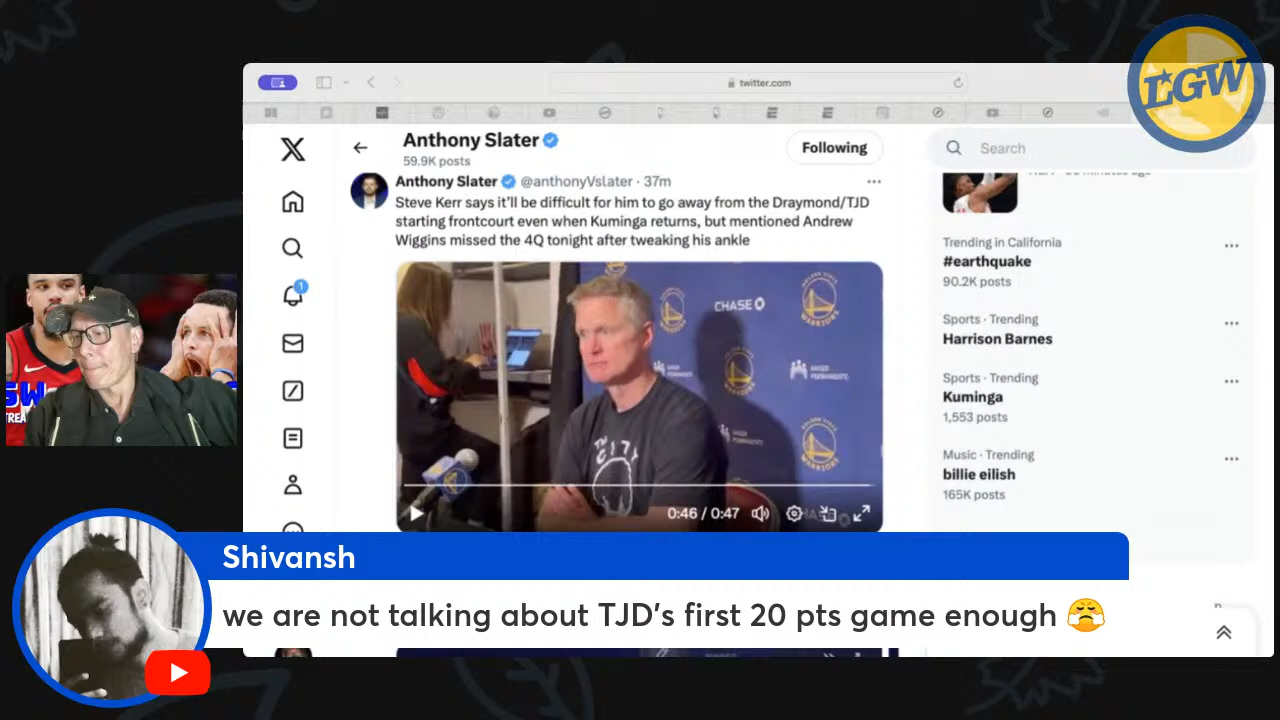 LGW
twitter.com
Anthony Slater
59.9K posts
Following
Search
Anthony Slater @anthonyVslater · 37m
Steve Kerr says it'll be difficult for him to go away from the Draymond/TJD
starting frontcourt even when Kuminga returns, but mentioned Andrew
Wiggins missed the 4Q tonight after tweaking his ankle
1
Trending in California
#earthquake
90.2K posts
Sports · Trending
Harrison Barnes
Sports · Trending
Kuminga
1,553 posts
Music · Trending
billie eilish
165K posts
CHASE
THE
CITY
0:46 / 0:47
Shivansh
we are not talking about TJD's first 20 pts game enough 😤